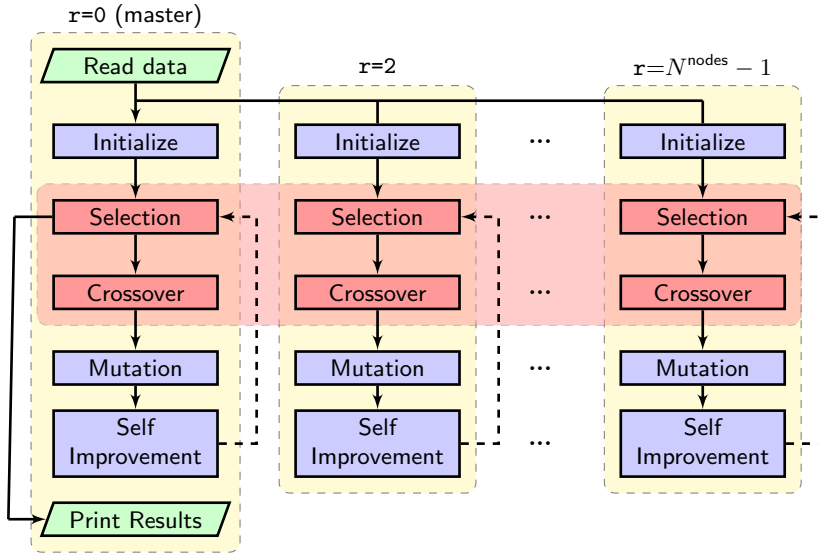 r=0 (master)
r=2
r=N^nodes − 1
Read data
Initialize Initialize ... Initialize
Selection Selection ... Selection
Crossover Crossover ... Crossover
Mutation Mutation ... Mutation
Self Self Self
Improvement Improvement ... Improvement
Print Results